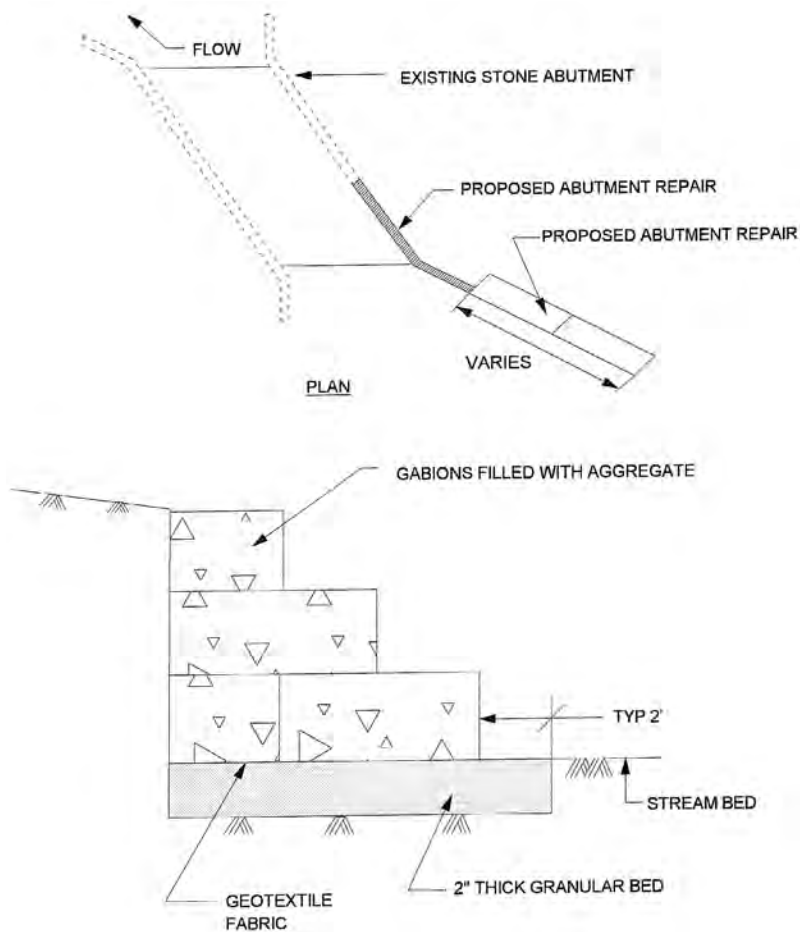 FLOW
EXISTING STONE ABUTMENT
PROPOSED ABUTMENT REPAIR
PROPOSED ABUTMENT REPAIR
VARIES
PLAN
GABIONS FILLED WITH AGGREGATE
TYP 2'
STREAM BED
2" THICK GRANULAR BED
GEOTEXTILE
FABRIC